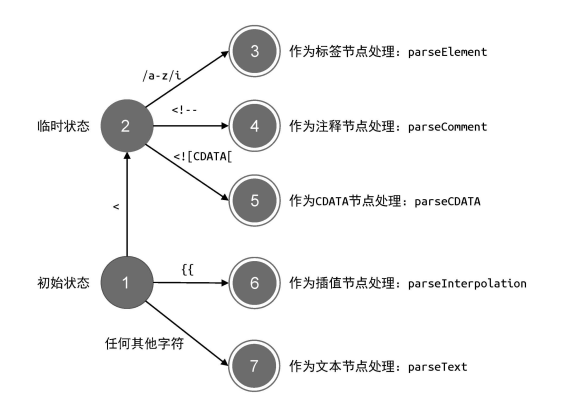 3
作为标签节点处理：parseElement
/a-z/i
临时状态
2
<!--
4
作为注释节点处理：parseComment
<![CDATA[
5
作为CDATA节点处理：parseCDATA
<
初始状态
1
{{
6
作为插值节点处理：parseInterpolation
任何其他字符
7
作为文本节点处理：parseText